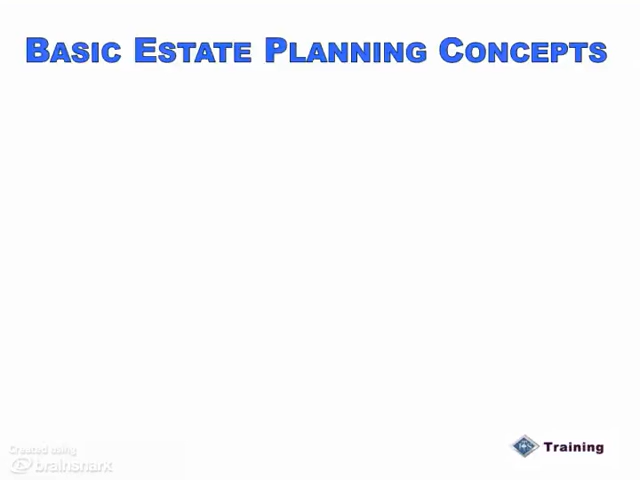 BASIC ESTATE PLANNING CONCEPTS
Training
Created using
brainshark